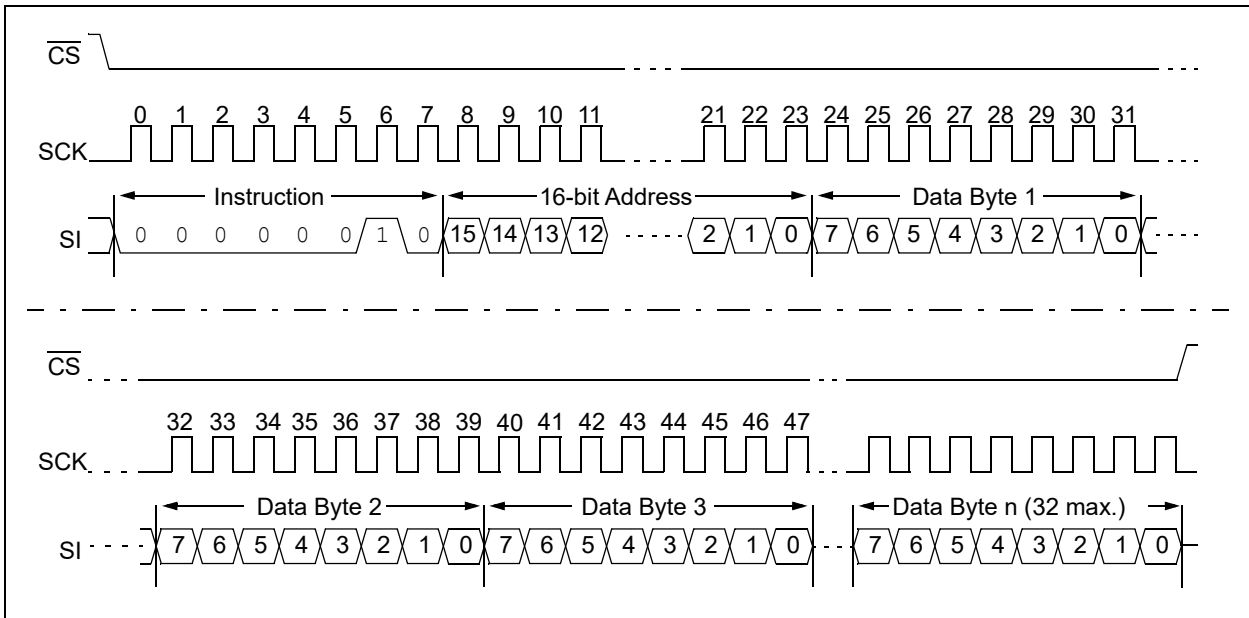 CS
0 1 2 3 4 5 6 7 8 9 10 11 21 22 23 24 25 26 27 28 29 30 31
SCK
Instruction 16-bit Address Data Byte 1
SI 0 0 0 0 0 0 1 0 15 14 13 12 2 1 0 7 6 5 4 3 2 1 0
CS
32 33 34 35 36 37 38 39 40 41 42 43 44 45 46 47
SCK
Data Byte 2 Data Byte 3 Data Byte n (32 max.)
SI 7 6 5 4 3 2 1 0 7 6 5 4 3 2 1 0 7 6 5 4 3 2 1 0